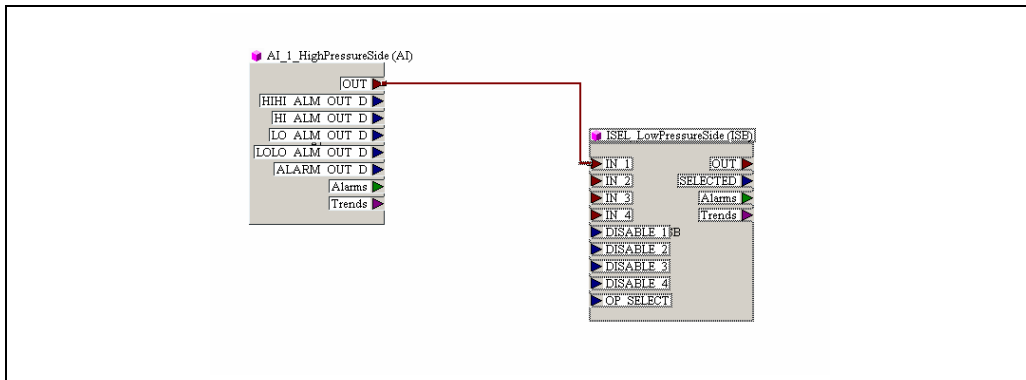 AI_1_HighPressureSide (AI)
OUT
HIHI_ALM_OUT_D
HI_ALM_OUT_D
LO_ALM_OUT_D
LOLO_ALM_OUT_D
ALARM_OUT_D
Alarms
Trends
ISEL_LowPressureSide (ISB)
IN_1 OUT
IN_2 SELECTED
IN_3 Alarms
IN_4 Trends
DISABLE_1
DISABLE_2
DISABLE_3
DISABLE_4
OP_SELECT